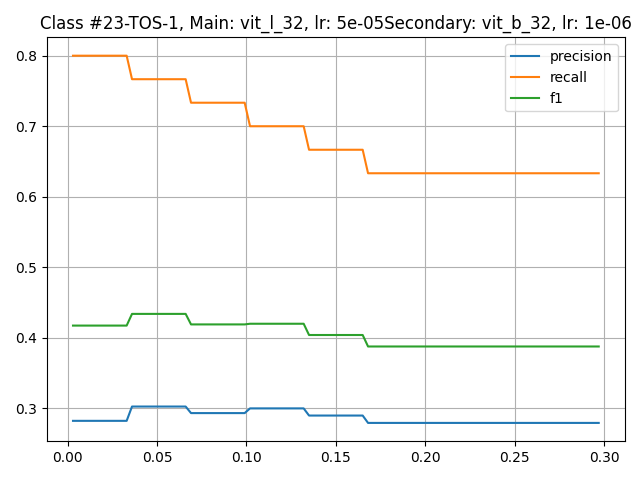 Class #23-TOS-1, Main: vit_l_32, lr: 5e-05Secondary: vit_b_32, lr: 1e-06
precision
recall
f1
0.8
0.7
0.6
0.5
0.4
0.3
0.00 0.05 0.10 0.15 0.20 0.25 0.30